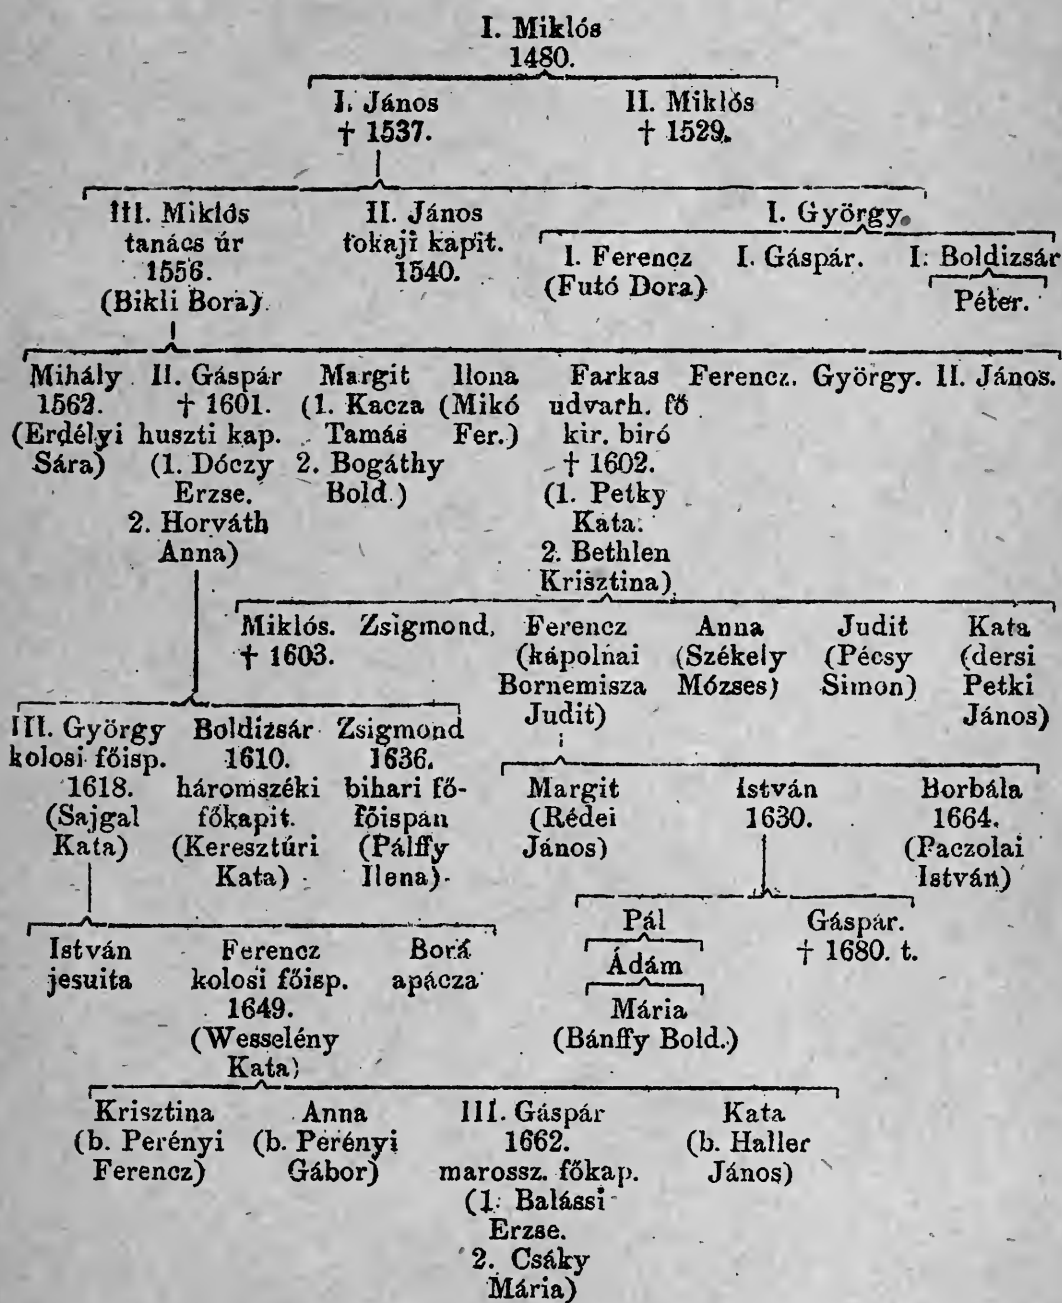 I. Miklós
1480.
I. János
† 1537.
II. Miklós
† 1529.
III. Miklós
tanács úr
1556.
(Bikli Bora)
II. János
tokaji kapit.
1540.
I. György.
I. Ferencz
(Futó Dora)
I. Gáspár.
I. Boldizsár
Péter.
Mihály
1562.
(Erdélyi
Sára)
II. Gáspár
† 1601.
huszti kap.
(1. Dóczy
Erzse.
2. Horváth
Anna)
Margit
(1. Kacza
Tamás
2. Bogáthy
Bold.)
Ilona
(Mikó
Fer.)
Farkas
udvarh. fő
kir. biró
† 1602.
(1. Petky
Kata.
2. Bethlen
Krisztina)
Ferencz.
György.
II. János.
Miklós.
† 1603.
Zsigmond.
Ferencz
(kápolnai
Bornemisza
Judit)
Anna
(Székely
Mózses)
Judit
(Pécsy
Simon)
Kata
(dersi
Petki
János)
III. György
kolosi főisp.
1618.
(Sajgal
Kata)
Boldizsár
1610.
háromszéki
főkapit.
(Keresztúri
Kata)
Zsigmond
1636.
bihari fő-
főispán
(Pálffy
Ilena)
Margit
(Rédei
János)
István
1630.
Borbála
1664.
(Paczolai
István)
Pál
Ádám
Mária
(Bánffy Bold.)
Gáspár.
† 1680. t.
István
jesuita
Ferencz
kolosi főisp.
1649.
(Wesselény
Kata)
Bora
apácza
Krisztina
(b. Perényi
Ferencz)
Anna
(b. Perényi
Gábor)
III. Gáspár
1662.
marossz. főkap.
(1. Balássi
Erzse.
2. Csáky
Mária)
Kata
(b. Haller
János)